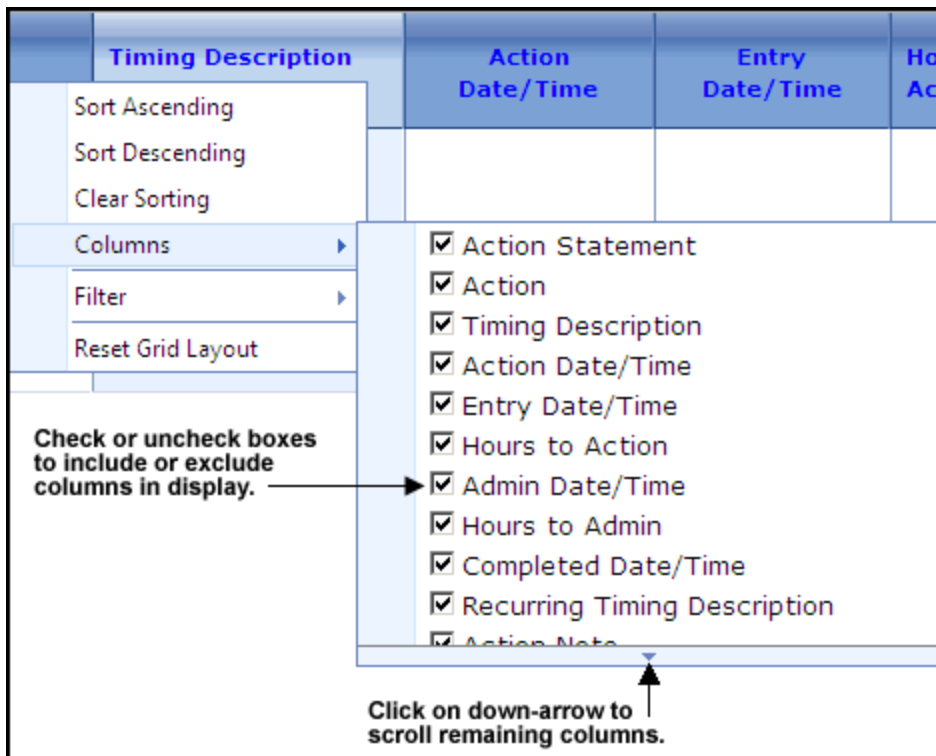 Timing Description
Action
Date/Time
Entry
Date/Time
Sort Ascending
Sort Descending
Clear Sorting
Columns
Filter
Reset Grid Layout
Action Statement
Action
Timing Description
Action Date/Time
Entry Date/Time
Hours to Action
Admin Date/Time
Hours to Admin
Completed Date/Time
Recurring Timing Description
Action Note
Check or uncheck boxes
to include or exclude
columns in display.
Click on down-arrow to
scroll remaining columns.